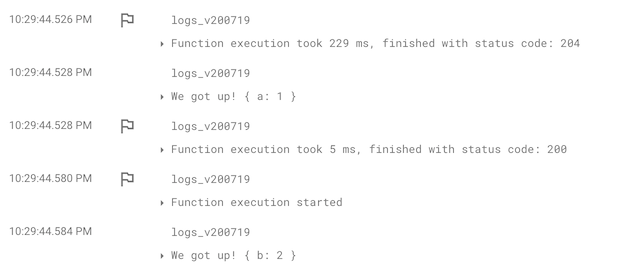 10:29:44.526 PM logs_v200719
Function execution took 229 ms, finished with status code: 204
10:29:44.528 PM logs_v200719
We got up! { a: 1 }
10:29:44.528 PM logs_v200719
Function execution took 5 ms, finished with status code: 200
10:29:44.580 PM logs_v200719
Function execution started
10:29:44.584 PM logs_v200719
We got up! { b: 2 }